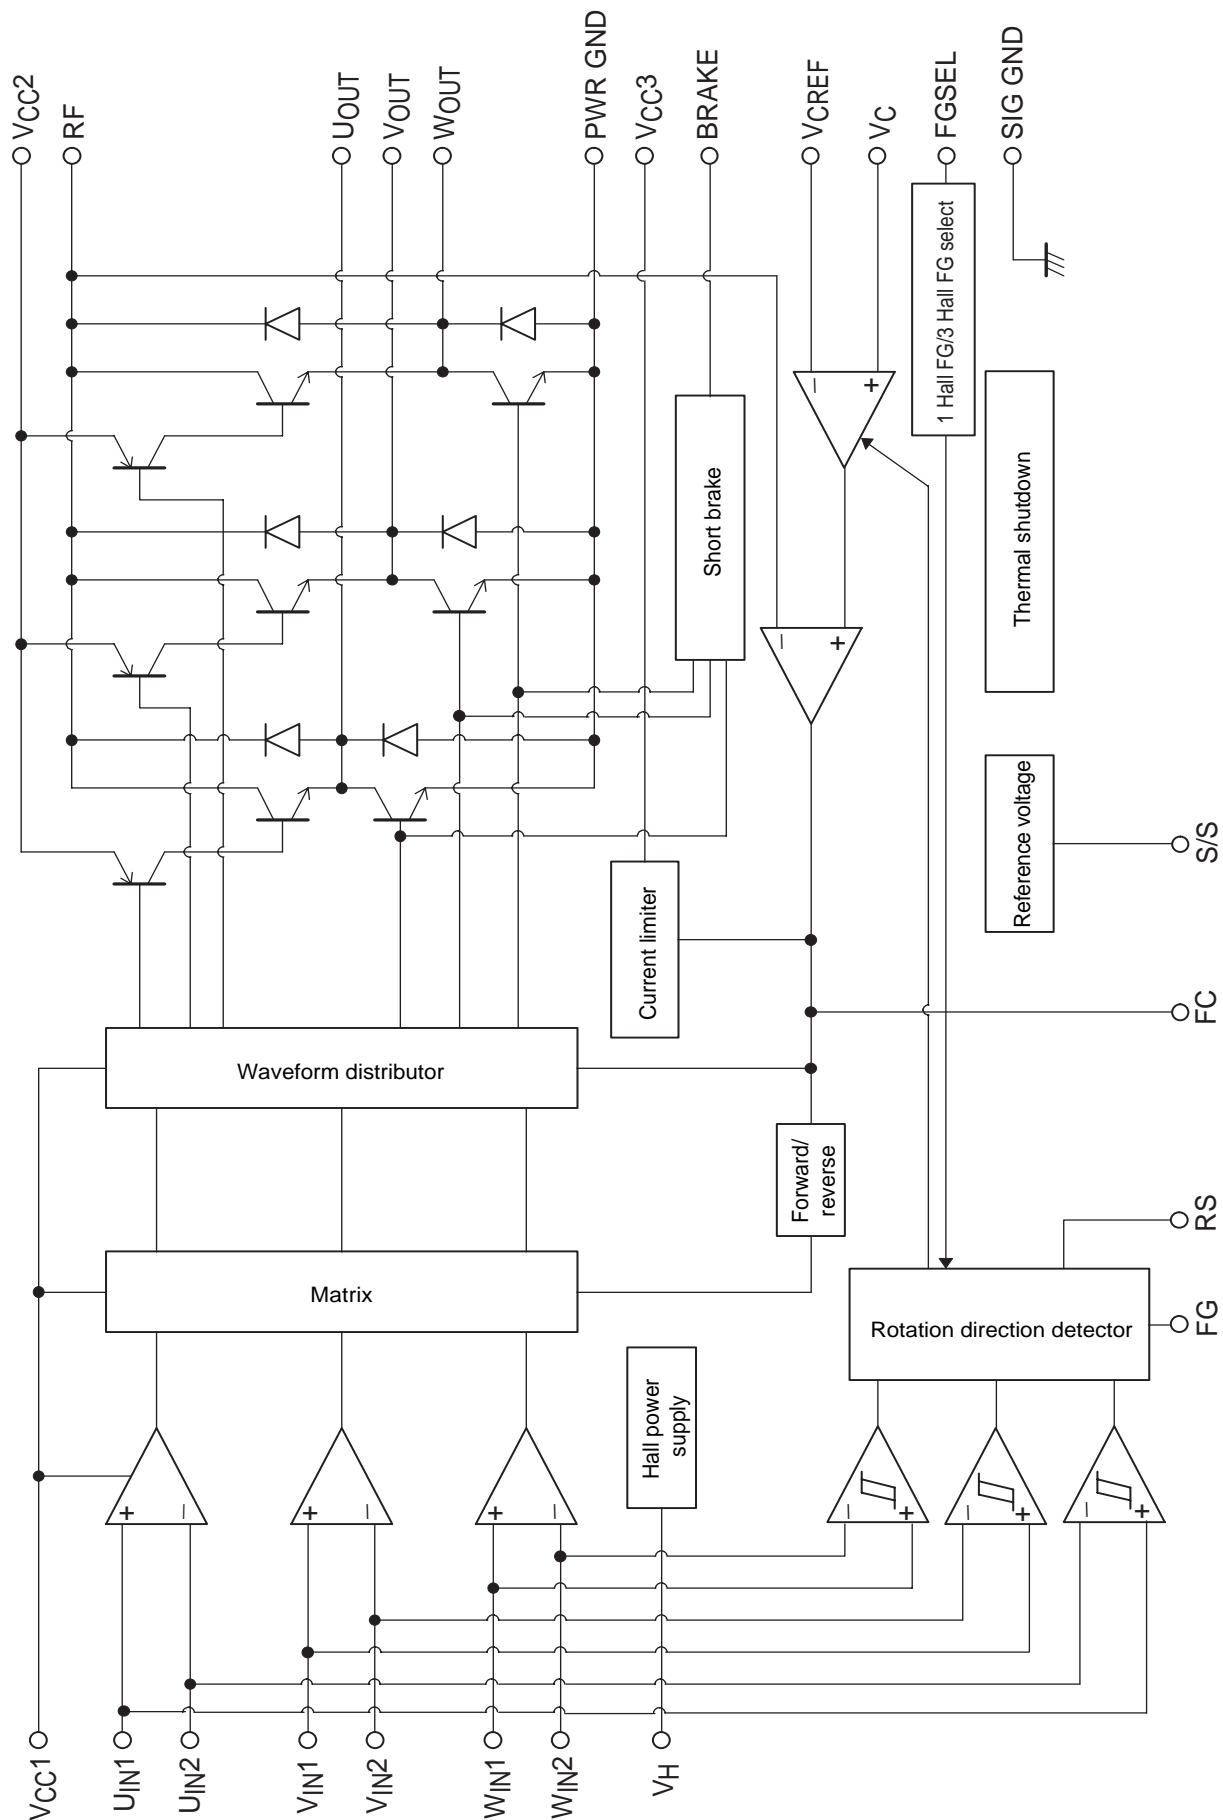 VCC2
RF
UOUT
VOUT
WOUT
PWR GND
VCC3
BRAKE
VCREF
VC
FGSEL
SIG GND
1 Hall FG/3 Hall FG select
Thermal shutdown
Short brake
Reference voltage
S/S
Current limiter
FC
Waveform distributor
Forward/
reverse
RS
Matrix
Rotation direction detector
FG
Hall power
supply
+
−
+
−
+
−
−
+
−
+
−
+
−
+
−
+
VCC1
UIN1
UIN2
VIN1
VIN2
WIN1
WIN2
VH